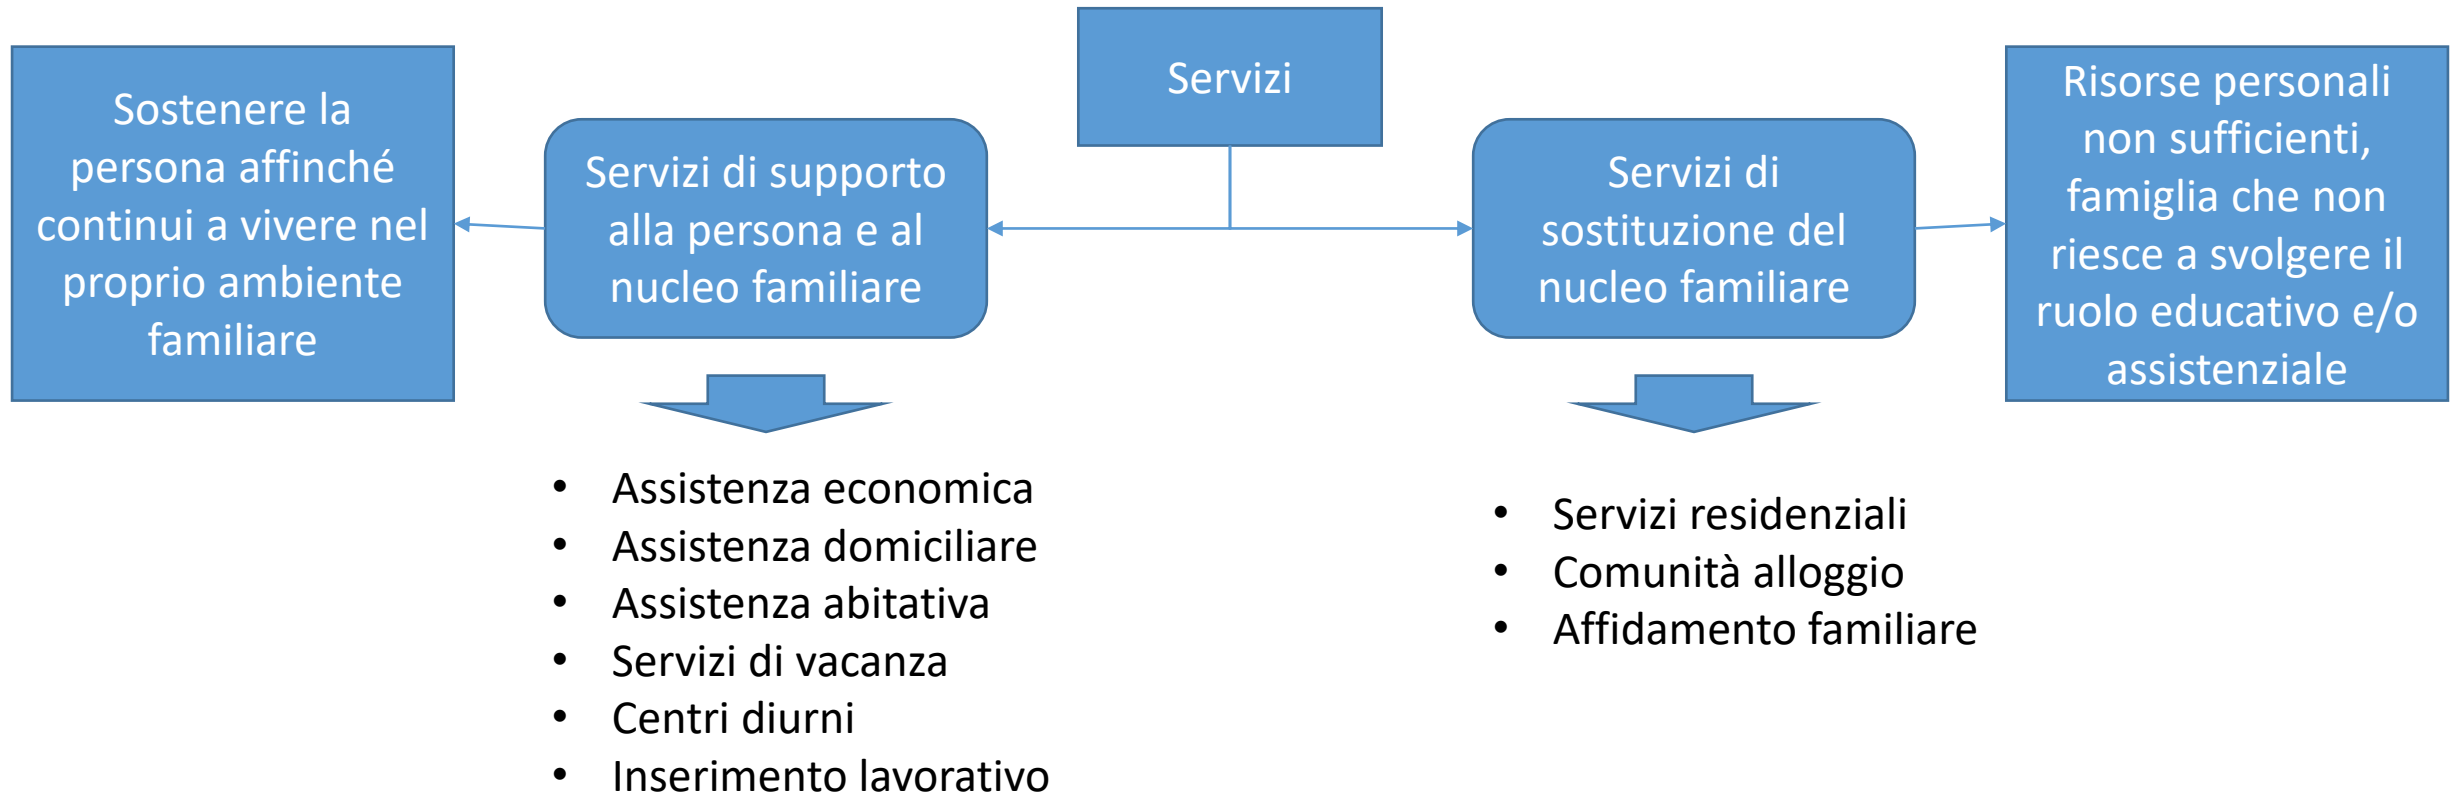 Servizi
Sostenere la
persona affinché
continui a vivere nel
proprio ambiente
familiare
Servizi di supporto
alla persona e al
nucleo familiare
Servizi di
sostituzione del
nucleo familiare
Risorse personali
non sufficienti,
famiglia che non
riesce a svolgere il
ruolo educativo e/o
assistenziale
• Assistenza economica
• Assistenza domiciliare
• Assistenza abitativa
• Servizi di vacanza
• Centri diurni
• Inserimento lavorativo
• Servizi residenziali
• Comunità alloggio
• Affidamento familiare